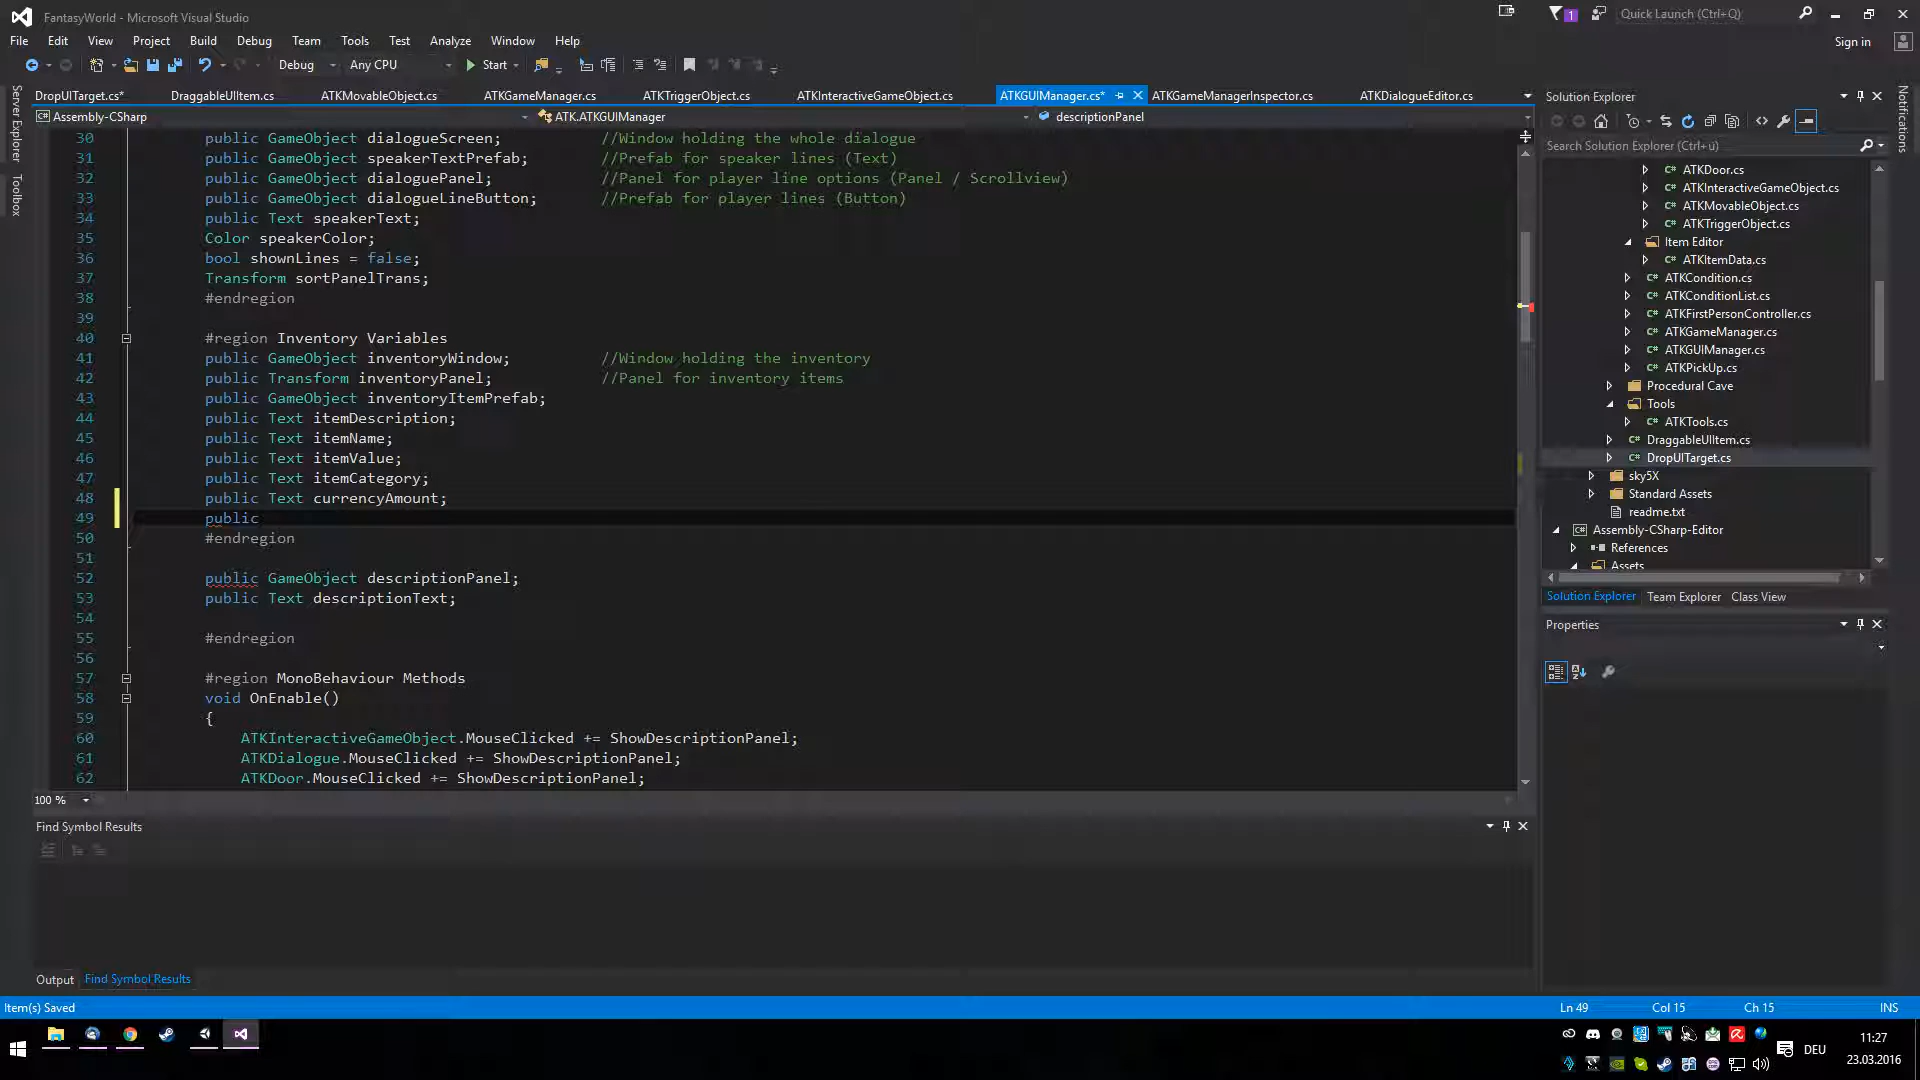 FantasyWorld - Microsoft Visual Studio
1
Quick Launch (Ctrl+Q)
File Edit View Project Build Debug Team Tools Test Analyze Window Help
Sign in
Debug Any CPU Start
DropUITarget.cs* DraggableUIItem.cs ATKMovableObject.cs ATKGameManager.cs ATKTriggerObject.cs ATKInteractiveGameObject.cs ATKGUIManager.cs* ATKGameManagerInspector.cs ATKDialogueEditor.cs
Assembly-CSharp ATK.ATKGUIManager descriptionPanel
Server Explorer
Toolbox
30 public GameObject dialogueScreen; //Window holding the whole dialogue
31 public GameObject speakerTextPrefab; //Prefab for speaker lines (Text)
32 public GameObject dialoguePanel; //Panel for player line options (Panel / Scrollview)
33 public GameObject dialogueLineButton; //Prefab for player lines (Button)
34 public Text speakerText;
35 Color speakerColor;
36 bool shownLines = false;
37 Transform sortPanelTrans;
38 #endregion
39
40 #region Inventory Variables
41 public GameObject inventoryWindow; //Window holding the inventory
42 public Transform inventoryPanel; //Panel for inventory items
43 public GameObject inventoryItemPrefab;
44 public Text itemDescription;
45 public Text itemName;
46 public Text itemValue;
47 public Text itemCategory;
48 public Text currencyAmount;
49 public
50 #endregion
51
52 public GameObject descriptionPanel;
53 public Text descriptionText;
54
55 #endregion
56
57 #region MonoBehaviour Methods
58 void OnEnable()
59 {
60 ATKInteractiveGameObject.MouseClicked += ShowDescriptionPanel;
61 ATKDialogue.MouseClicked += ShowDescriptionPanel;
62 ATKDoor.MouseClicked += ShowDescriptionPanel;
100 %
Find Symbol Results
Output Find Symbol Results
Solution Explorer
Notifications
Search Solution Explorer (Ctrl+ü)
C# ATKDoor.cs
C# ATKInteractiveGameObject.cs
C# ATKMovableObject.cs
C# ATKTriggerObject.cs
Item Editor
C# ATKItemData.cs
C# ATKCondition.cs
C# ATKConditionList.cs
C# ATKFirstPersonController.cs
C# ATKGameManager.cs
C# ATKGUIManager.cs
C# ATKPickUp.cs
Procedural Cave
Tools
C# ATKTools.cs
C# DraggableUIItem.cs
C# DropUITarget.cs
sky5X
Standard Assets
readme.txt
C# Assembly-CSharp-Editor
References
Assets
Solution Explorer Team Explorer Class View
Properties
Item(s) Saved Ln 49 Col 15 Ch 15 INS
DEU
11:27
23.03.2016